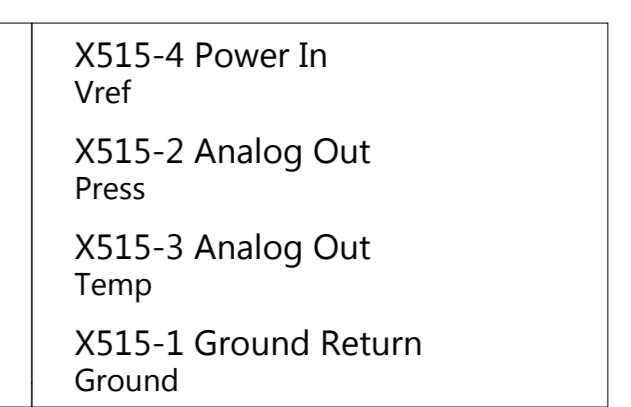 X515-4 Power In
Vref
X515-2 Analog Out
Press
X515-3 Analog Out
Temp
X515-1 Ground Return
Ground